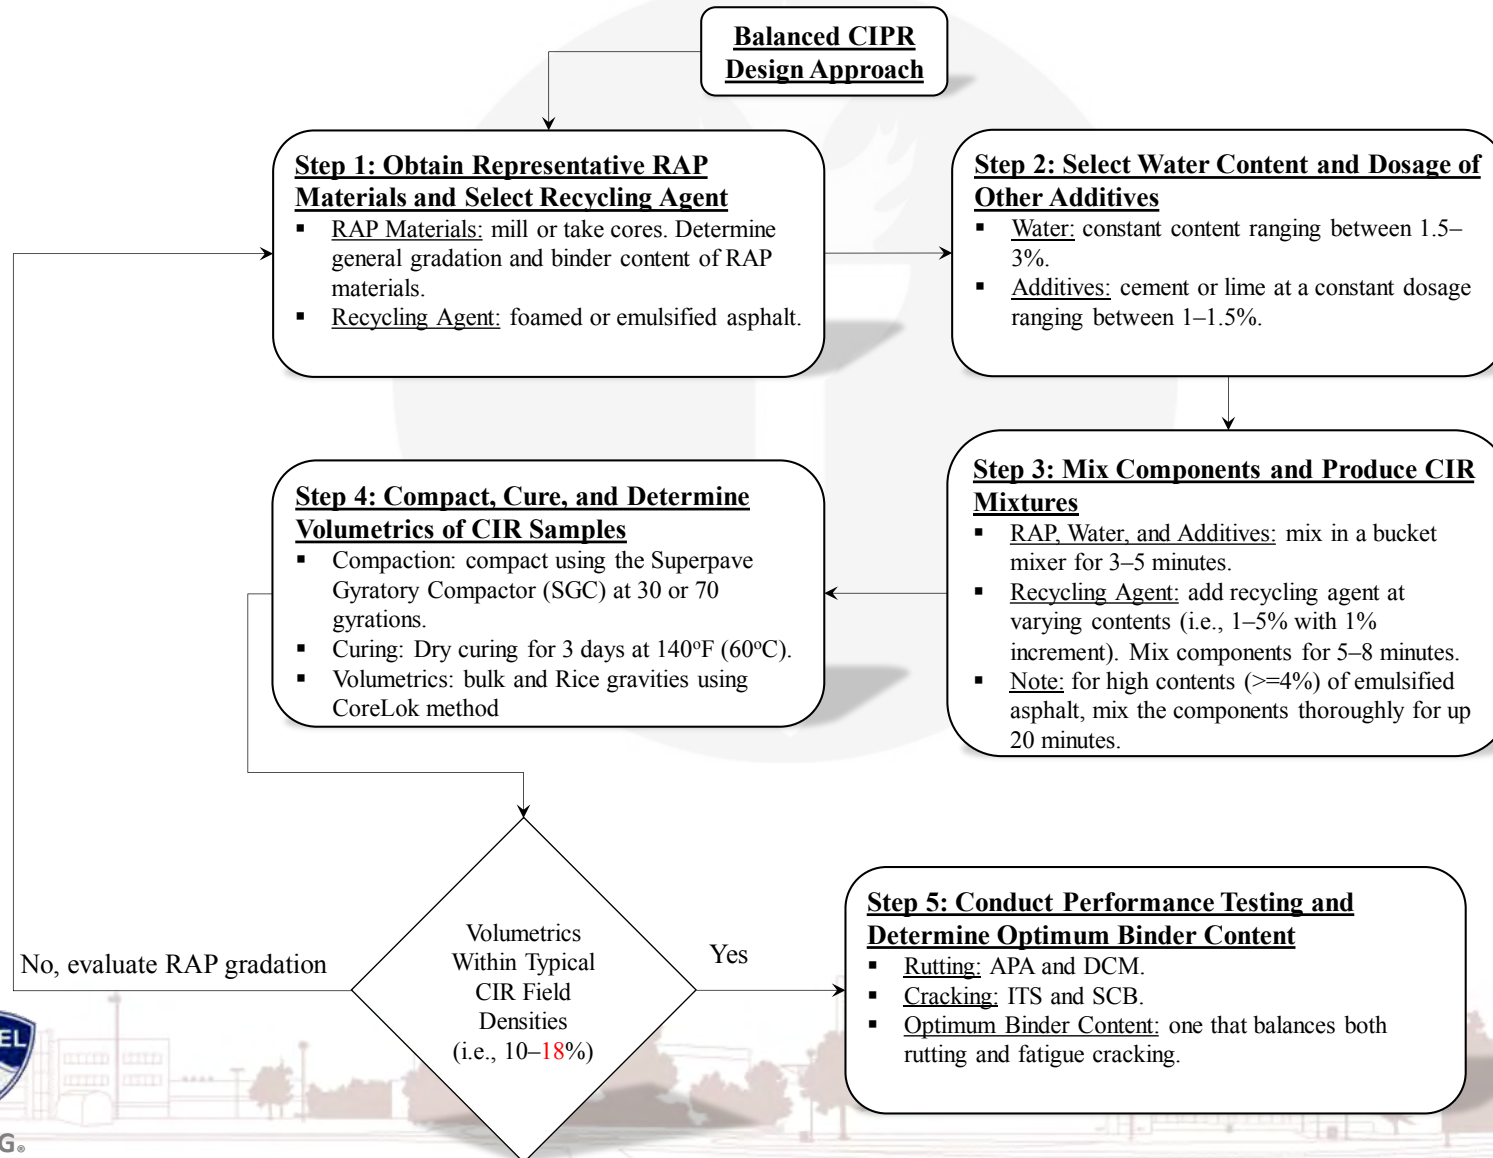 Balanced CIPR
Design Approach
Step 1: Obtain Representative RAP
Materials and Select Recycling Agent
▪ RAP Materials: mill or take cores. Determine
general gradation and binder content of RAP
materials.
▪ Recycling Agent: foamed or emulsified asphalt.
Step 2: Select Water Content and Dosage of
Other Additives
▪ Water: constant content ranging between 1.5–
3%.
▪ Additives: cement or lime at a constant dosage
ranging between 1–1.5%.
Step 3: Mix Components and Produce CIR
Mixtures
▪ RAP, Water, and Additives: mix in a bucket
mixer for 3–5 minutes.
▪ Recycling Agent: add recycling agent at
varying contents (i.e., 1–5% with 1%
increment). Mix components for 5–8 minutes.
▪ Note: for high contents (>=4%) of emulsified
asphalt, mix the components thoroughly for up
20 minutes.
Step 4: Compact, Cure, and Determine
Volumetrics of CIR Samples
▪ Compaction: compact using the Superpave
Gyratory Compactor (SGC) at 30 or 70
gyrations.
▪ Curing: Dry curing for 3 days at 140°F (60°C).
▪ Volumetrics: bulk and Rice gravities using
CoreLok method
Volumetrics
Within Typical
CIR Field
Densities
(i.e., 10–18%)
No, evaluate RAP gradation
Yes
Step 5: Conduct Performance Testing and
Determine Optimum Binder Content
▪ Rutting: APA and DCM.
▪ Cracking: ITS and SCB.
▪ Optimum Binder Content: one that balances both
rutting and fatigue cracking.
EL
G®